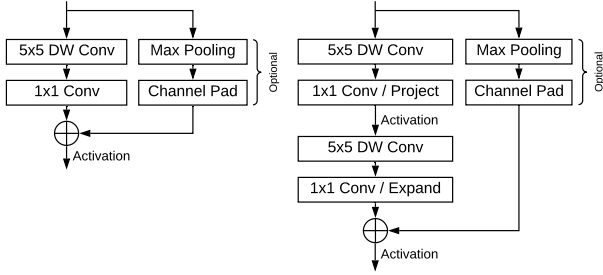 5x5 DW Conv
Max Pooling
1x1 Conv
Channel Pad
Optional
Activation
5x5 DW Conv
Max Pooling
1x1 Conv / Project
Channel Pad
Optional
Activation
5x5 DW Conv
1x1 Conv / Expand
Activation